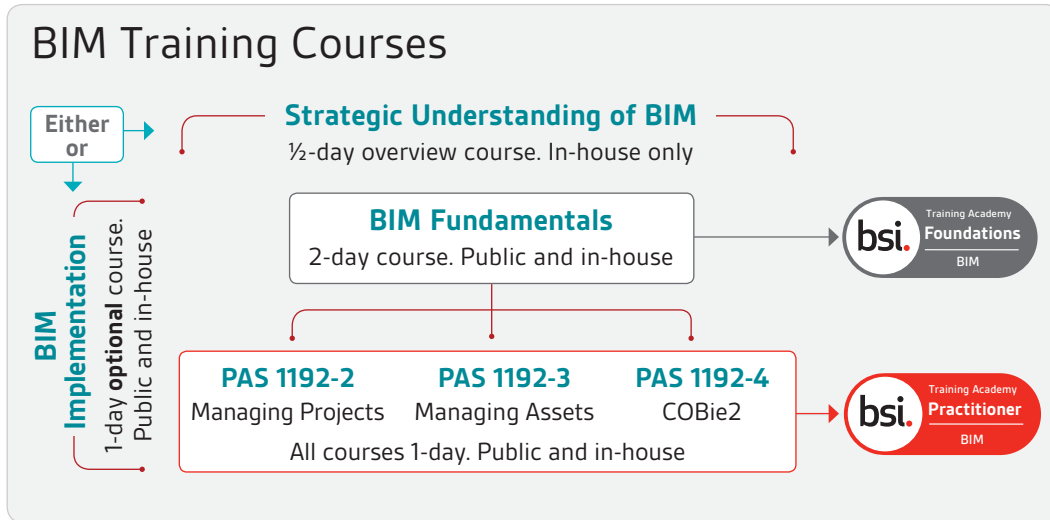 BIM Training Courses
Either
or
Strategic Understanding of BIM
½-day overview course. In-house only
BIM
Implementation
1-day optional course.
Public and in-house
BIM Fundamentals
2-day course. Public and in-house
bsi.
Training Academy
Foundations
BIM
PAS 1192-2
Managing Projects
PAS 1192-3
Managing Assets
PAS 1192-4
COBie2
All courses 1-day. Public and in-house
bsi.
Training Academy
Practitioner
BIM